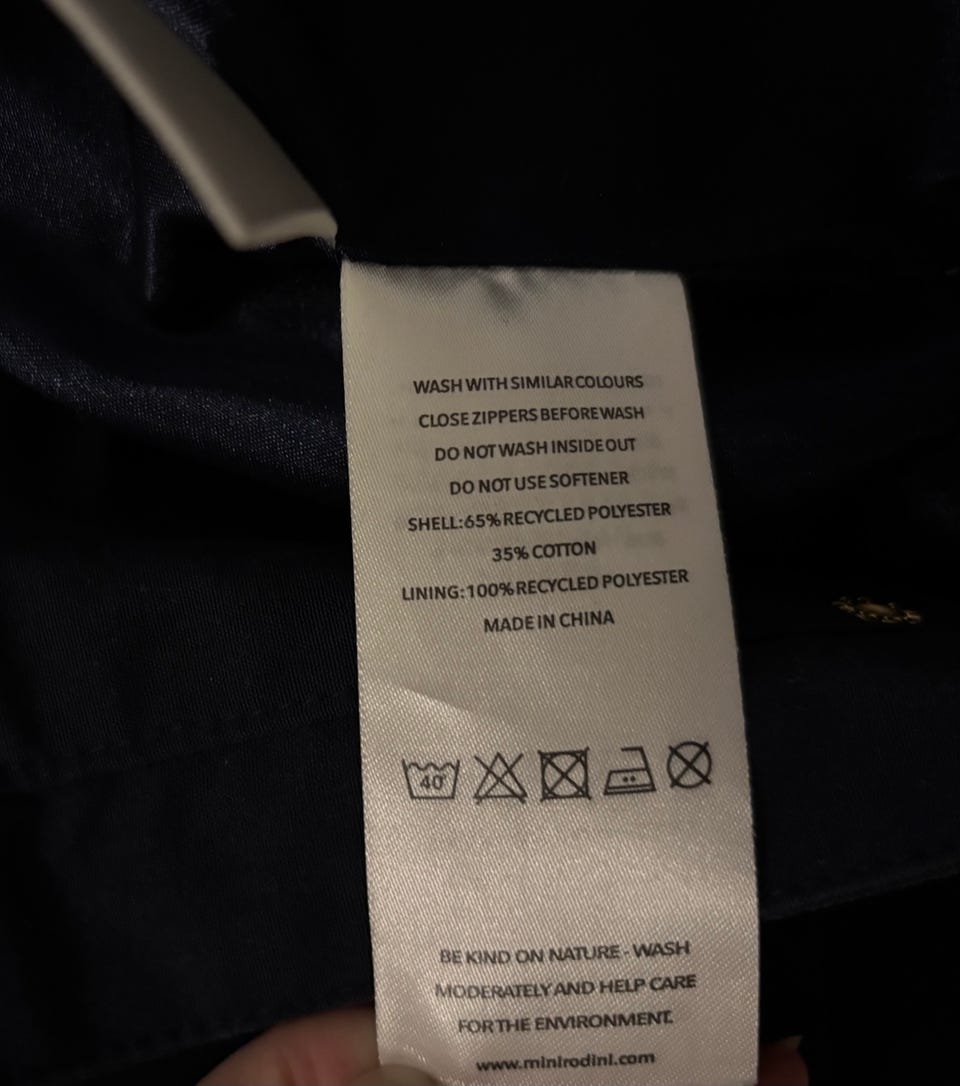 WASH WITH SIMILAR COLOURS
CLOSE ZIPPERS BEFORE WASH
DO NOT WASH INSIDE OUT
DO NOT USE SOFTENER
SHELL:65% RECYCLED POLYESTER
35% COTTON
LINING:100% RECYCLED POLYESTER
MADE IN CHINA
40
BE KIND ON NATURE - WASH
MODERATELY AND HELP CARE
FOR THE ENVIRONMENT.
www.minirodini.com